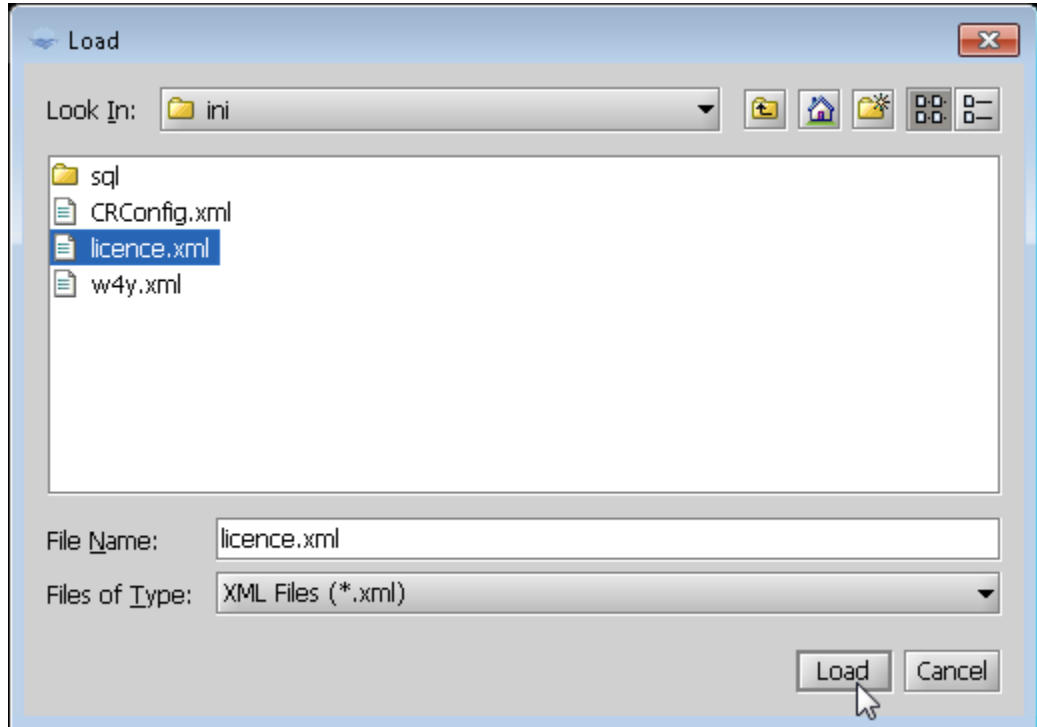 Load
Look In: ini
sql
CRConfig.xml
licence.xml
w4y.xml
File Name: licence.xml
Files of Type: XML Files (*.xml)
Load Cancel